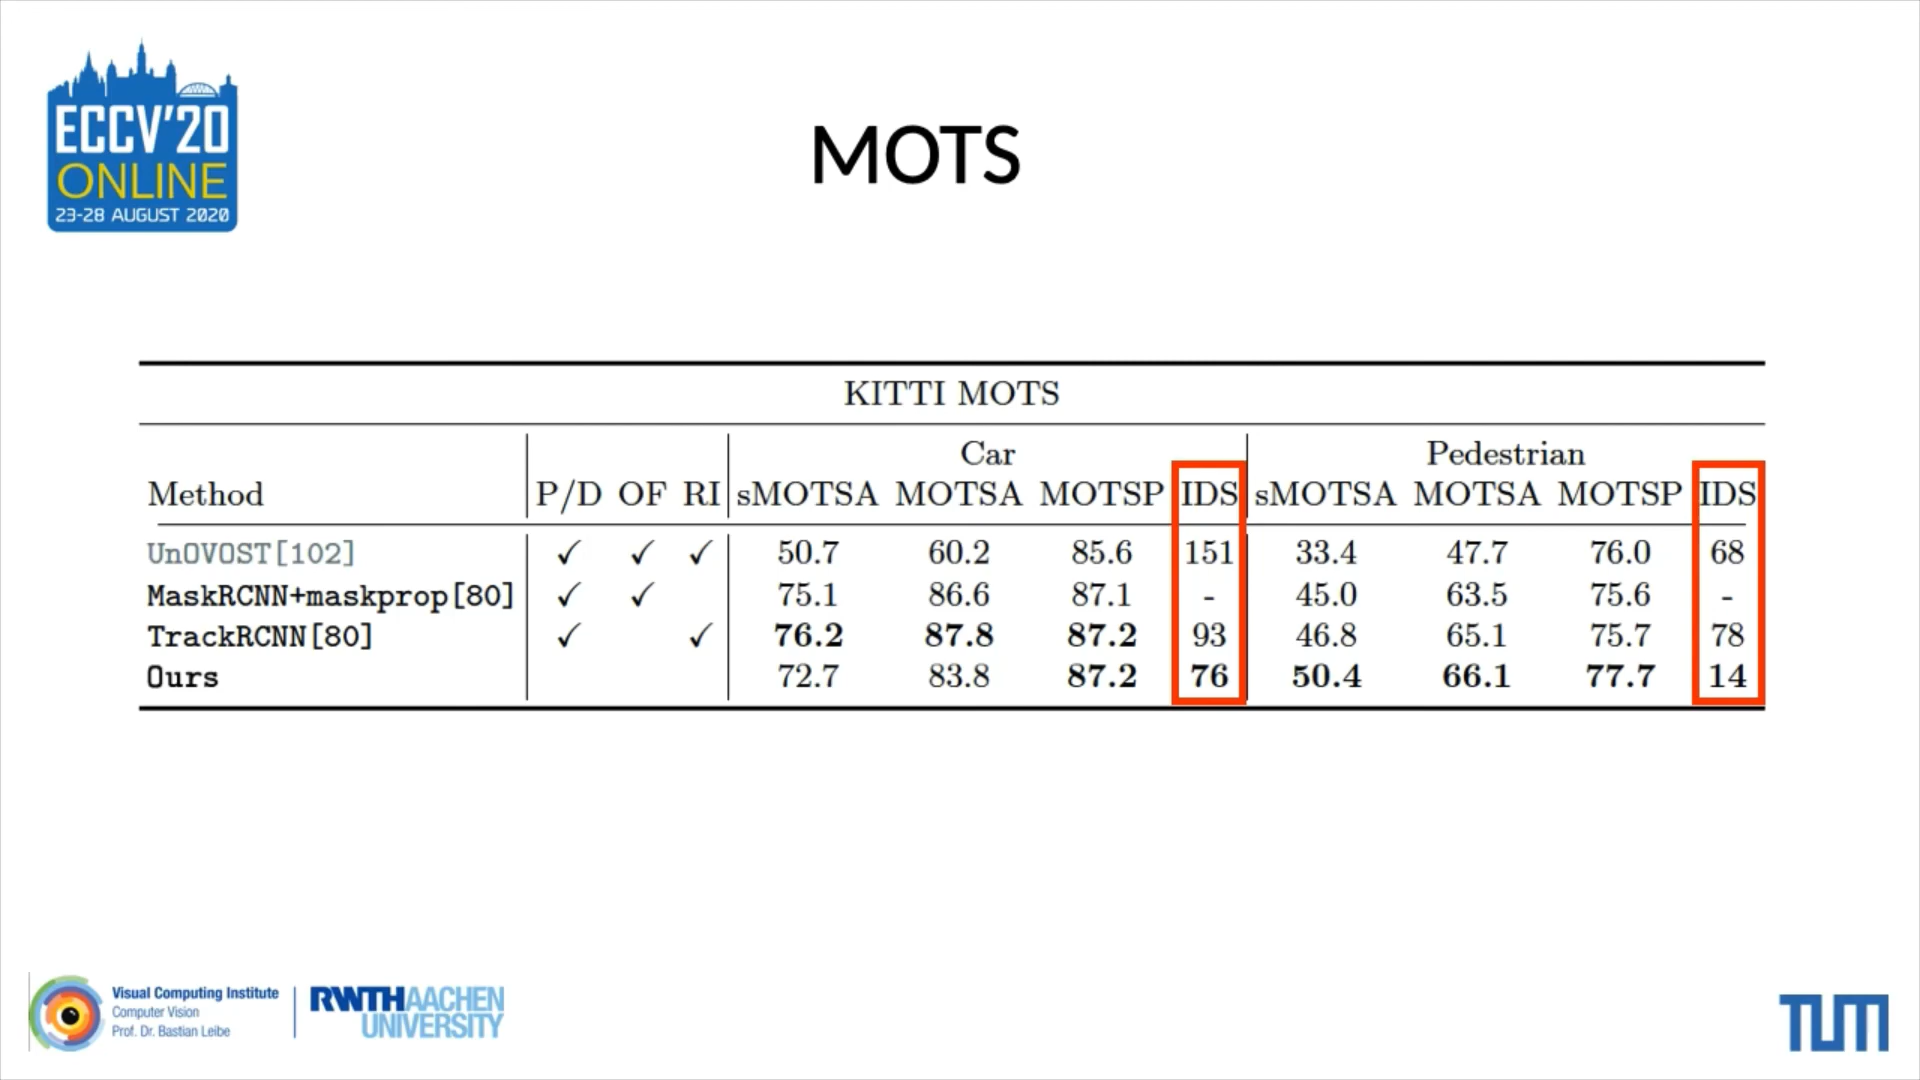 ECCV'20
ONLINE
23-28 AUGUST 2020
MOTS
KITTI MOTS
Car Pedestrian
Method P/D OF RI sMOTSA MOTSA MOTSP IDS sMOTSA MOTSA MOTSP IDS
UnOVOST[102] ✓ ✓ ✓ 50.7 60.2 85.6 151 33.4 47.7 76.0 68
MaskRCNN+maskprop[80] ✓ ✓ 75.1 86.6 87.1 - 45.0 63.5 75.6 -
TrackRCNN[80] ✓ ✓ 76.2 87.8 87.2 93 46.8 65.1 75.7 78
Ours 72.7 83.8 87.2 76 50.4 66.1 77.7 14
Visual Computing Institute
Computer Vision
Prof. Dr. Bastian Leibe
RWTH AACHEN
UNIVERSITY
TUM